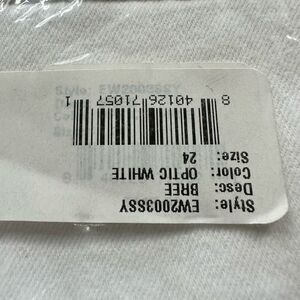 Style: EW2003SSY
Desc: BREE
Color: OPTIC WHITE
Size: 24
8 40126 71057 1